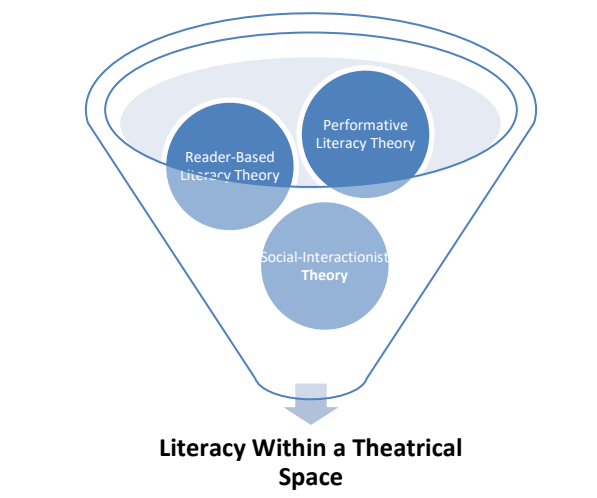 Performative
Literacy Theory
Reader-Based
Literacy Theory
Social-Interactionist
Theory
Literacy Within a Theatrical
Space